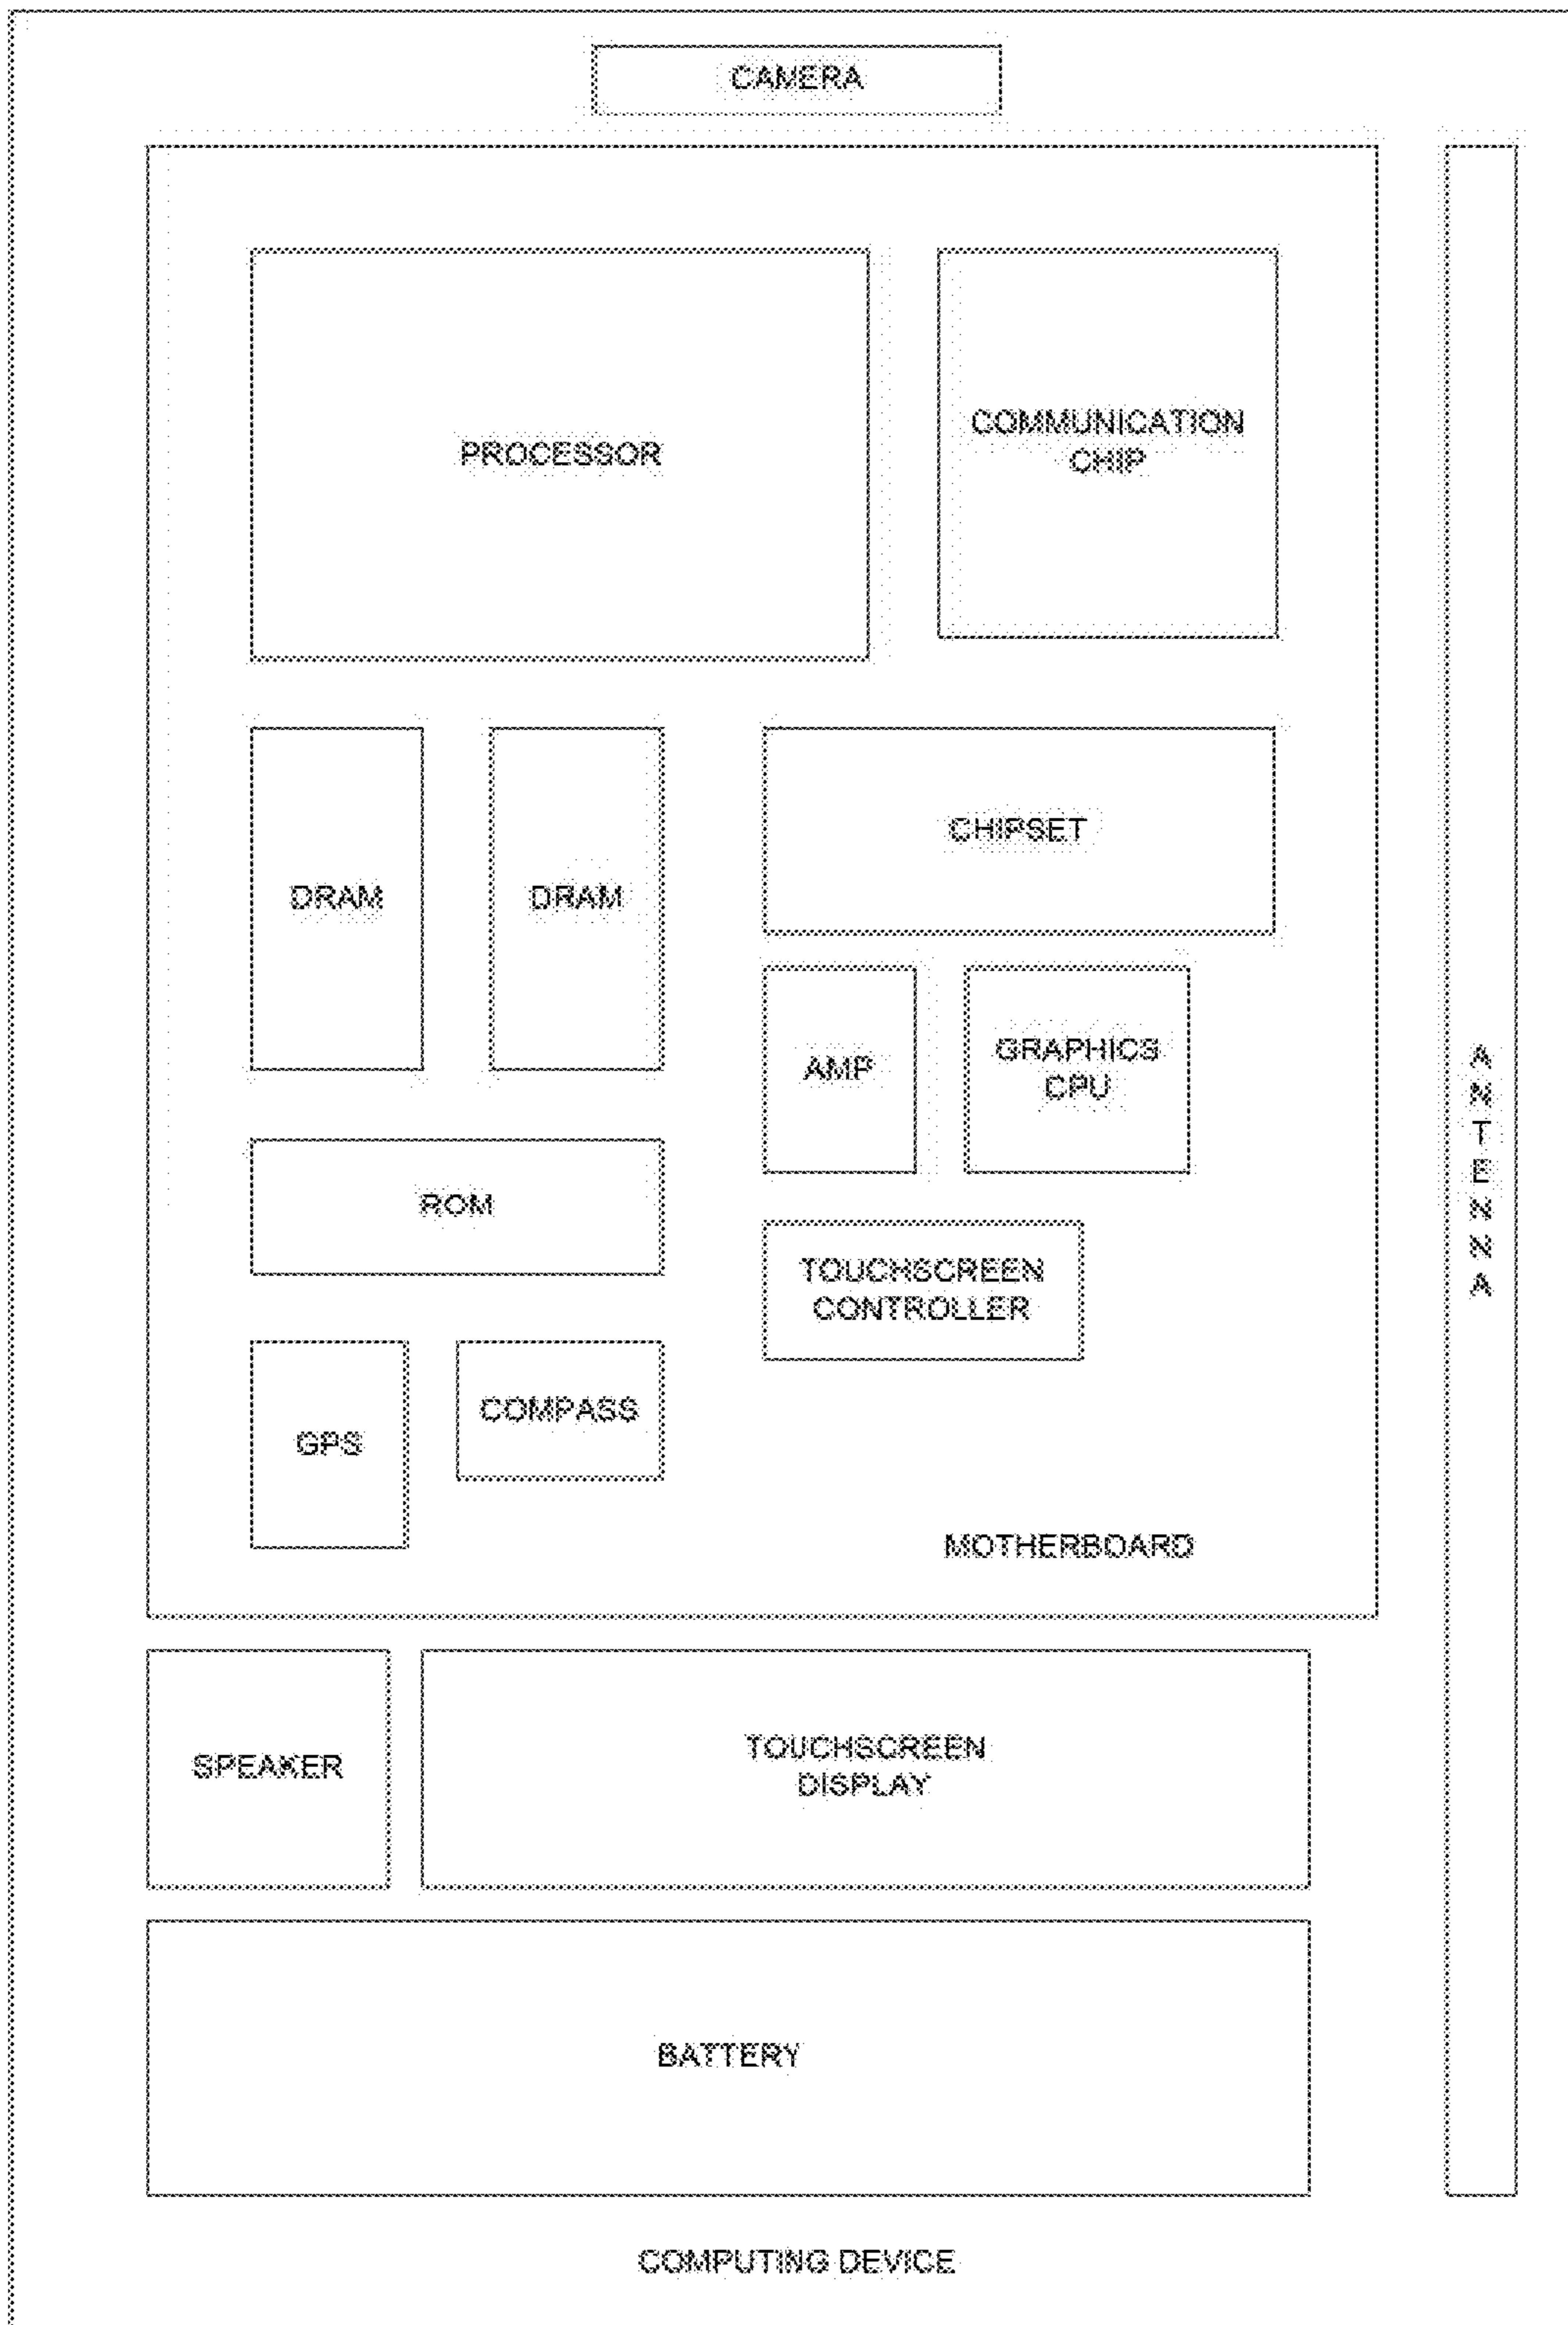 CAMERA
PROCESSOR
COMMUNICATION
CHIP
DRAM
DRAM
CHIPSET
AMP
GRAPHICS
CPU
ROM
TOUCHSCREEN
CONTROLLER
GPS
COMPASS
MOTHERBOARD
ANTENNA
SPEAKER
TOUCHSCREEN
DISPLAY
BATTERY
COMPUTING DEVICE